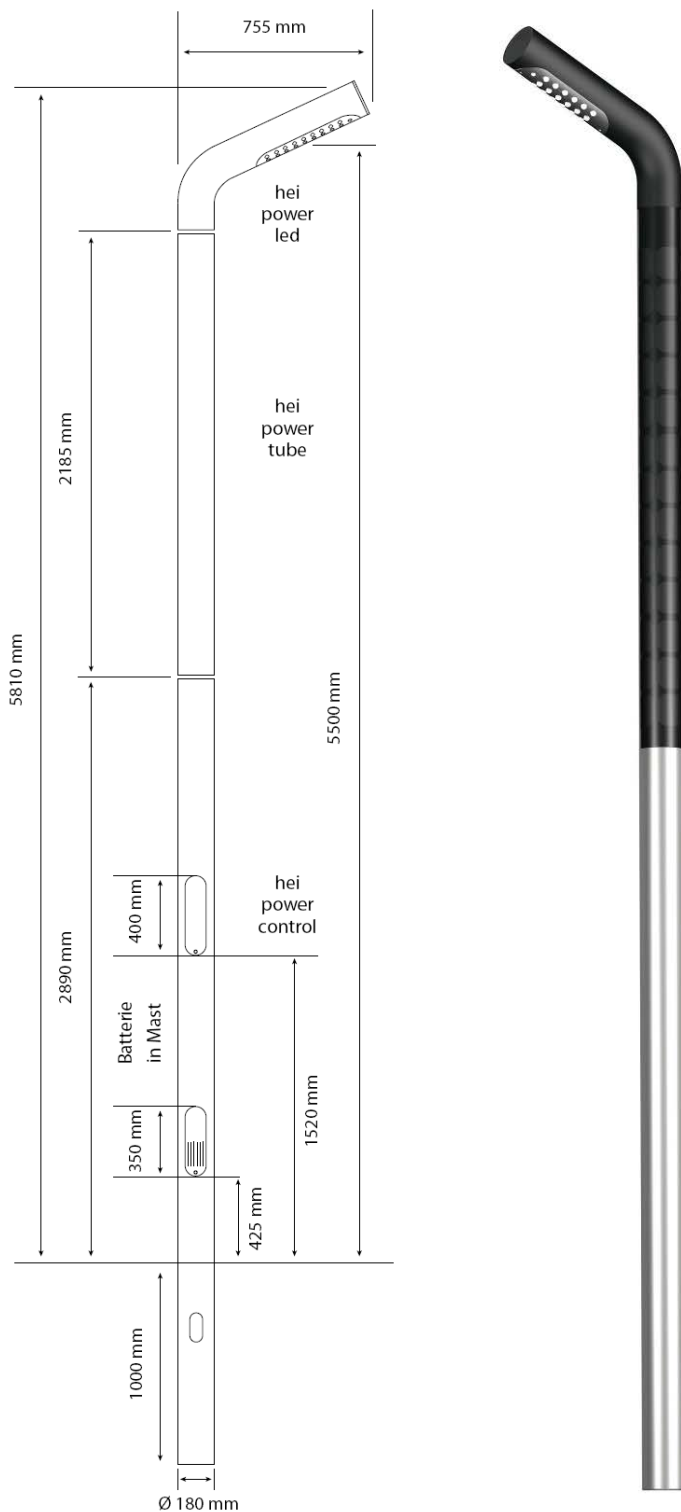 755 mm
hei
power
led
hei
power
tube
2185 mm
5810 mm
5500 mm
hei
power
control
400 mm
2890 mm
Batterie
in Mast
1520 mm
350 mm
425 mm
1000 mm
Ø 180 mm